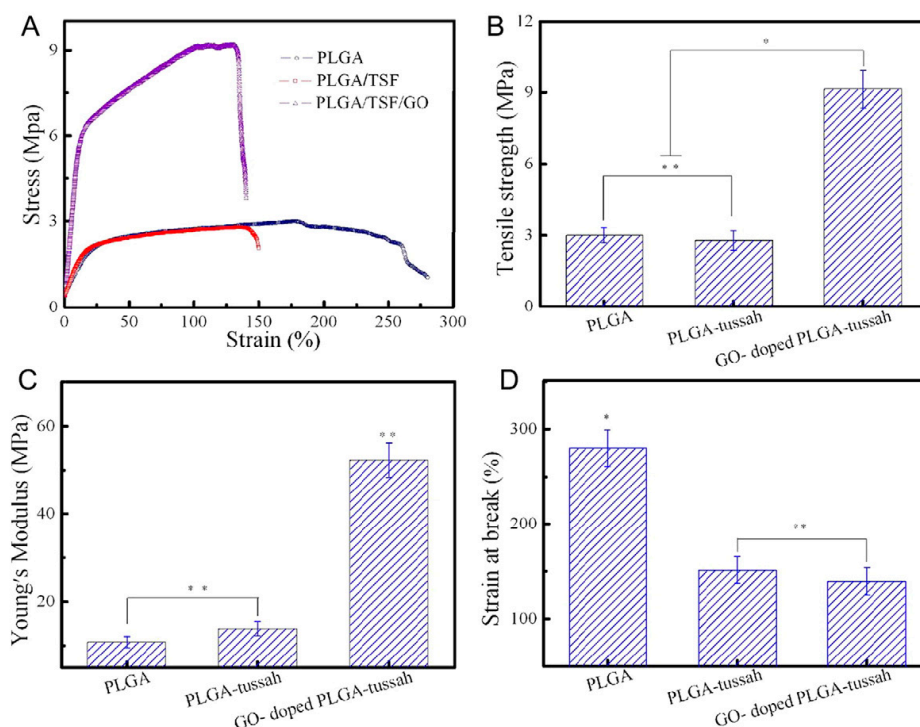 A
9
6
3
0
Stress (Mpa)
PLGA
PLGA/TSF
PLGA/TSF/GO
0 50 100 150 200 250 300
Strain (%)
B
12
9
6
3
0
Tensile strength (MPa)
*
**
PLGA
PLGA-tussah
GO- doped PLGA-tussah
C
60
40
20
Young's Modulus (MPa)
**
**
PLGA
PLGA-tussah
GO- doped PLGA-tussah
D
300
200
100
Strain at break (%)
*
**
PLGA
PLGA-tussah
GO- doped PLGA-tussah